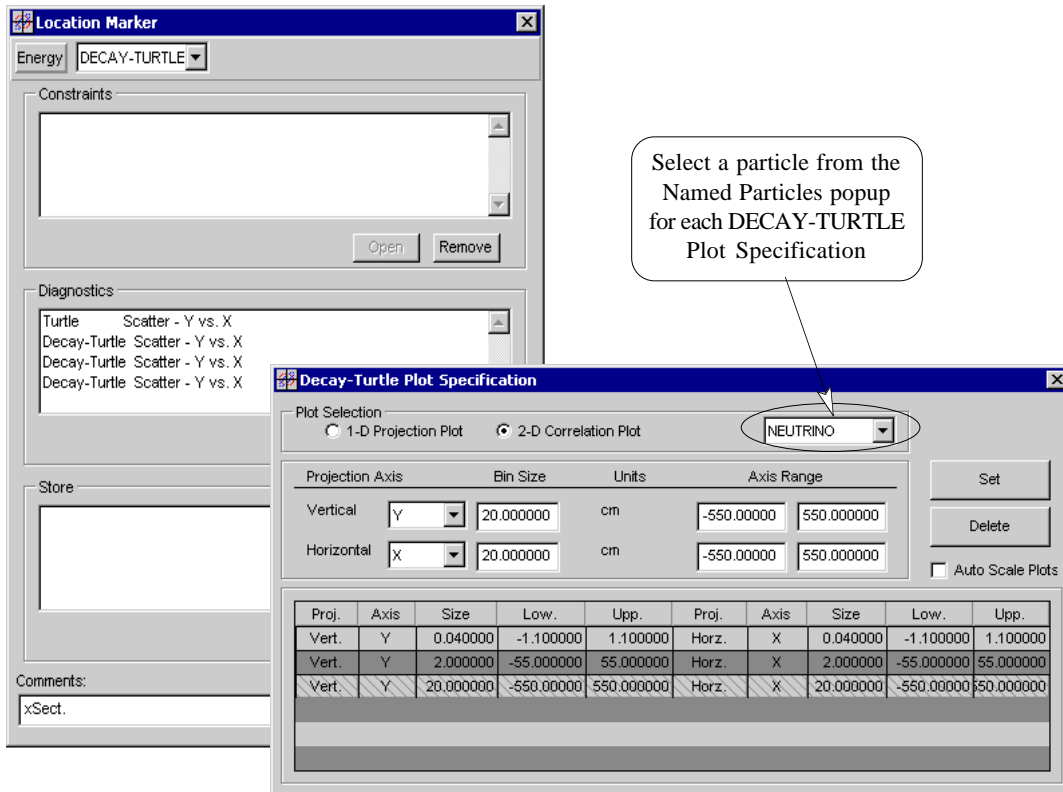 Location Marker
Energy DECAY-TURTLE
Constraints
Open Remove
Diagnostics
Turtle Scatter - Y vs. X
Decay-Turtle Scatter - Y vs. X
Decay-Turtle Scatter - Y vs. X
Decay-Turtle Scatter - Y vs. X
Store
Comments:
xSect.
Select a particle from the
Named Particles popup
for each DECAY-TURTLE
Plot Specification
Decay-Turtle Plot Specification
Plot Selection
1-D Projection Plot 2-D Correlation Plot NEUTRINO
Projection Axis Bin Size Units Axis Range
Vertical Y 20.000000 cm -550.00000 550.000000
Horizontal X 20.000000 cm -550.00000 550.000000
Set
Delete
Auto Scale Plots
Proj. Axis Size Low. Upp. Proj. Axis Size Low. Upp.
Vert. Y 0.040000 -1.100000 1.100000 Horz. X 0.040000 -1.100000 1.100000
Vert. Y 2.000000 -55.000000 55.000000 Horz. X 2.000000 -55.000000 55.000000
Vert. Y 20.000000 -550.00000 550.000000 Horz. X 20.000000 -550.00000 550.000000